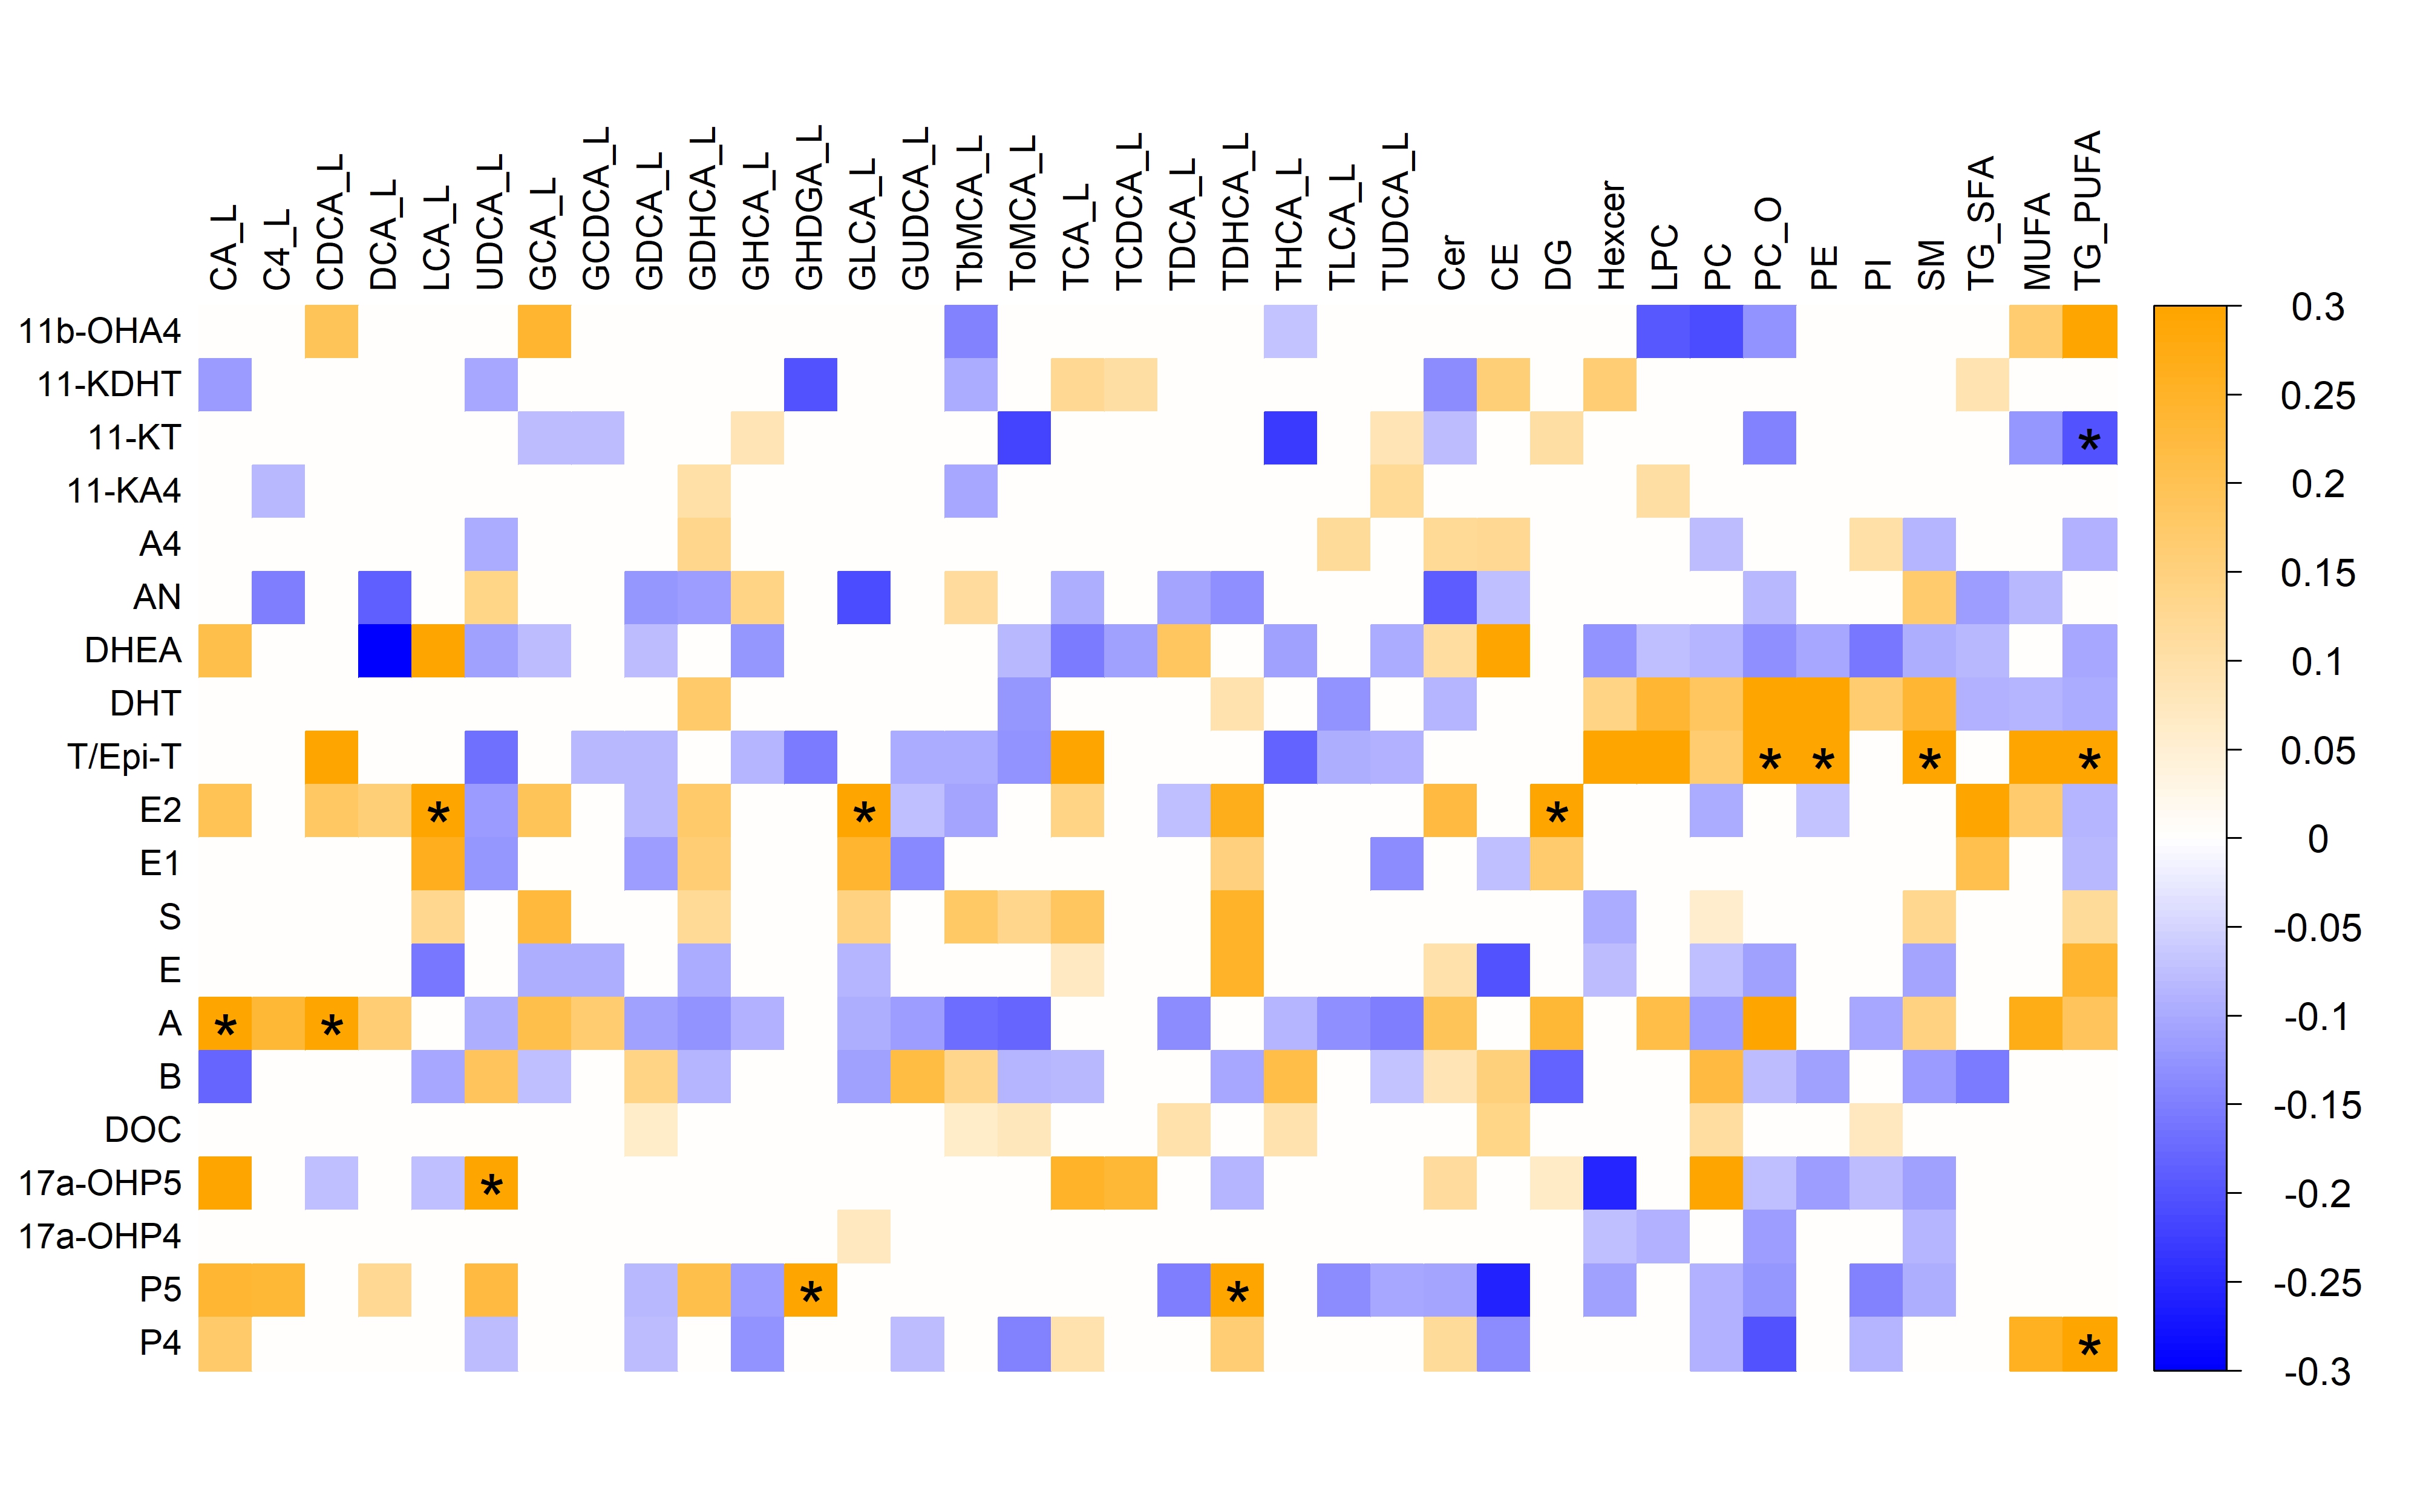 CA_L
C4_L
CDCA_L
DCA_L
LCA_L
UDCA_L
GCA_L
GCDCA_L
GDCA_L
GDHCA_L
GHCA_L
GHDGA_L
GLCA_L
GUDCA_L
TbMCA_L
ToMCA_L
TCA_L
TCDCA_L
TDCA_L
TDHCA_L
THCA_L
TLCA_L
TUDCA_L
Cer
CE
DG
Hexcer
LPC
PC
PC_O
PE
PI
SM
TG_SFA
MUFA
TG_PUFA
11b-OHA4
11-KDHT
11-KT
*
11-KA4
A4
AN
DHEA
DHT
T/Epi-T
* * * *
E2
* * *
E1
S
E
A
* *
B
DOC
17a-OHP5
*
17a-OHP4
P5
* *
P4
*
0.3
0.25
0.2
0.15
0.1
0.05
0
-0.05
-0.1
-0.15
-0.2
-0.25
-0.3